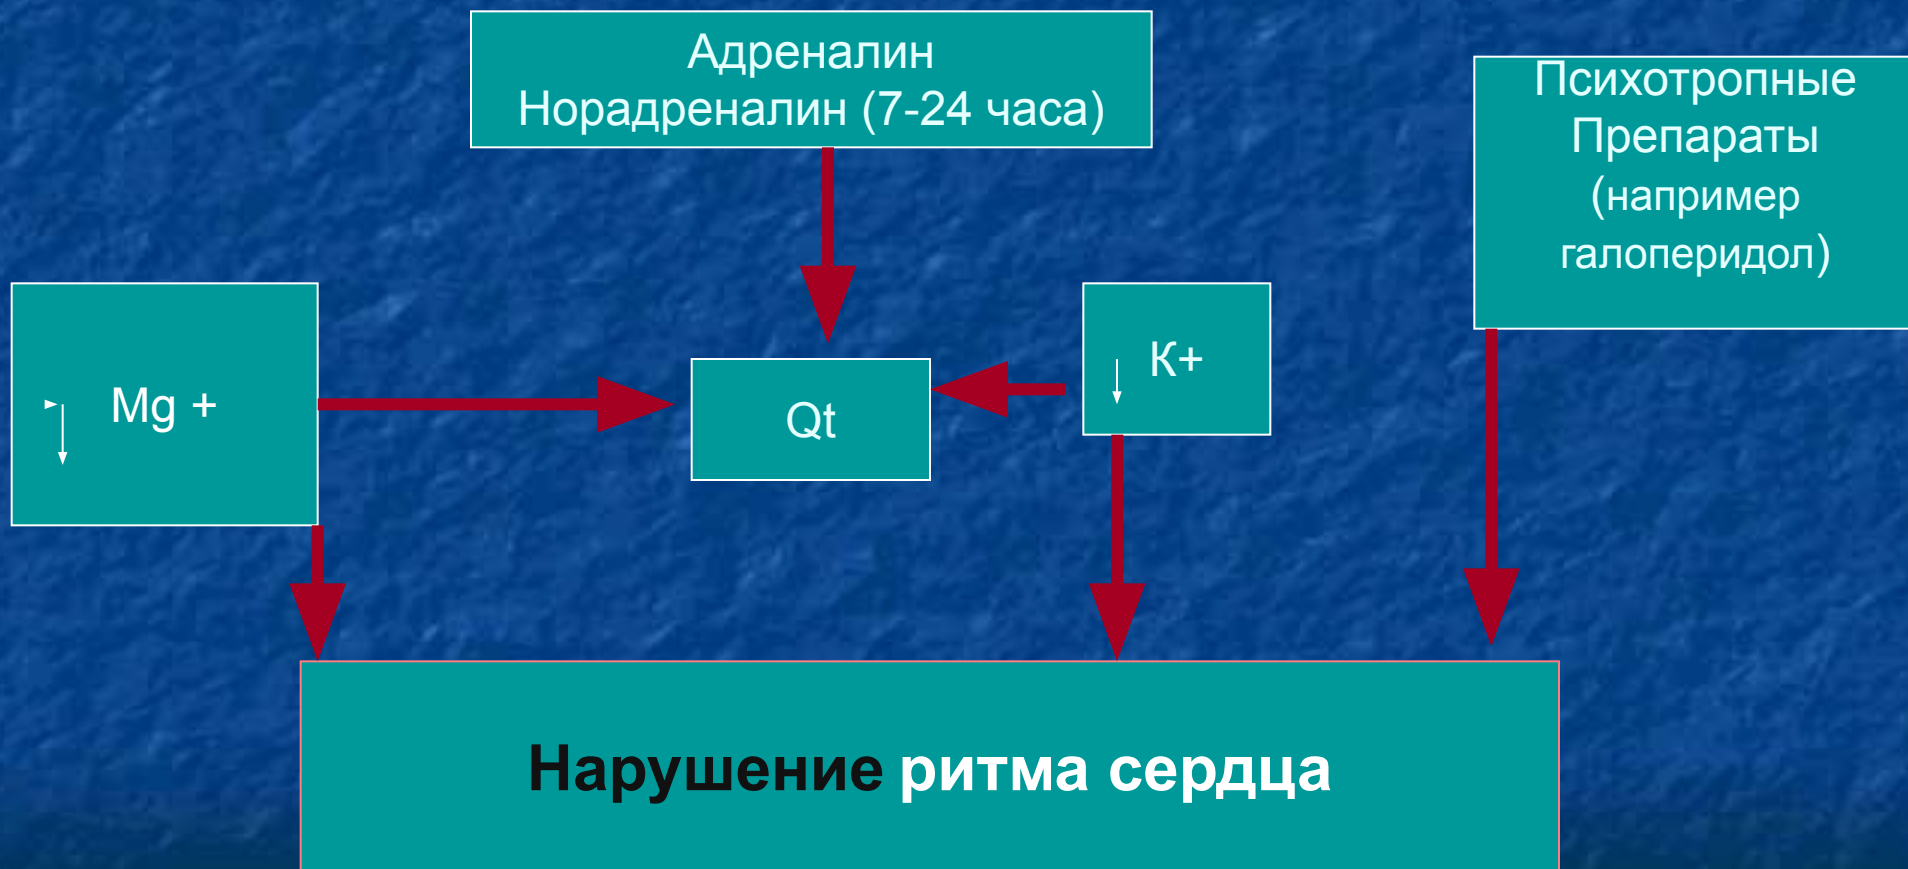 Адреналин
Норадреналин (7-24 часа)
Психотропные
Препараты
(например
галоперидол)
Mg +
Qt
К+
Нарушение ритма сердца